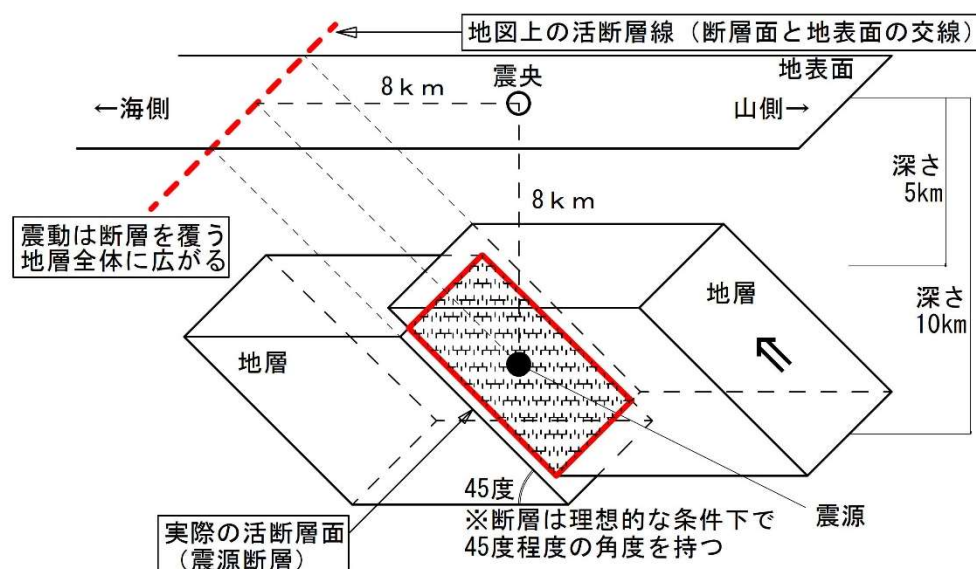 地図上の活断層線（断層面と地表面の交線）
震央
地表面
8km
←海側
山側→
深さ
5km
8km
震動は断層を覆う
地層全体に広がる
地層
深さ
10km
地層
45度
※断層は理想的な条件下で
45度程度の角度を持つ
震源
実際の活断層面
（震源断層）